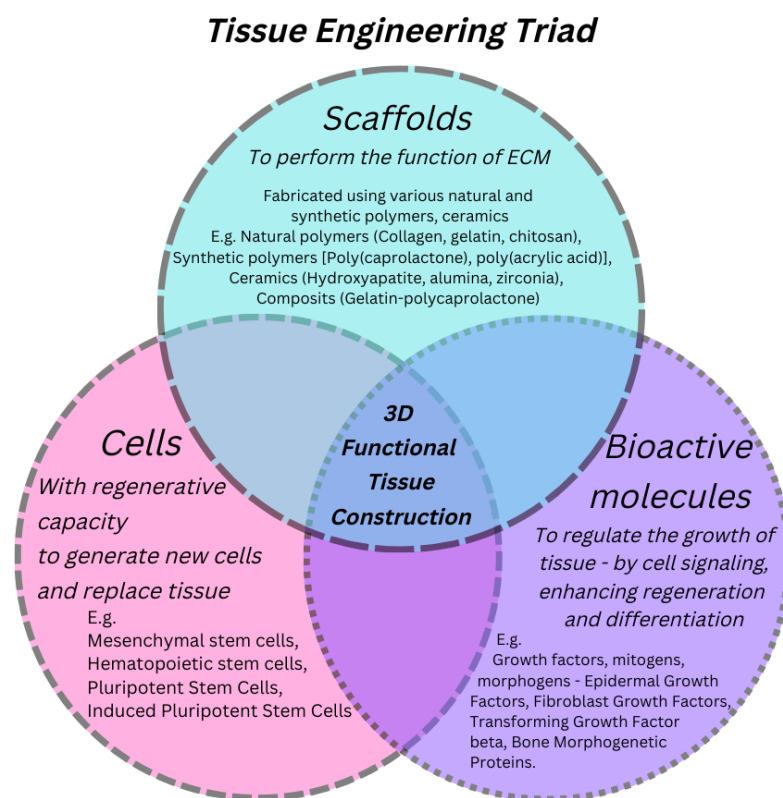 Tissue Engineering Triad
Scaffolds
To perform the function of ECM
Fabricated using various natural and
synthetic polymers, ceramics
E.g. Natural polymers (Collagen, gelatin, chitosan),
Synthetic polymers [Poly(caprolactone), poly(acrylic acid)],
Ceramics (Hydroxyapatite, alumina, zirconia),
Composits (Gelatin-polycaprolactone)
3D
Functional
Tissue
Construction
Cells
With regenerative
capacity
to generate new cells
and replace tissue
E.g.
Mesenchymal stem cells,
Hematopoietic stem cells,
Pluripotent Stem Cells,
Induced Pluripotent Stem Cells
Bioactive
molecules
To regulate the growth of
tissue - by cell signaling,
enhancing regeneration
and differentiation
E.g.
Growth factors, mitogens,
morphogens - Epidermal Growth
Factors, Fibroblast Growth Factors,
Transforming Growth Factor
beta, Bone Morphogenetic
Proteins.